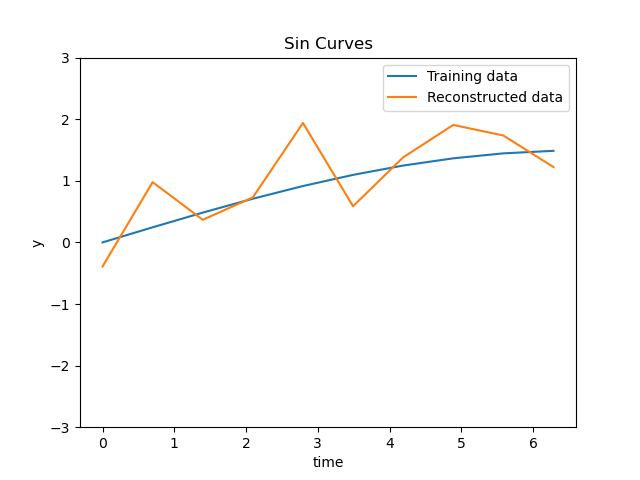 Sin Curves
Training data
Reconstructed data
3
2
1
0
−1
−2
−3
y
0 1 2 3 4 5 6
time